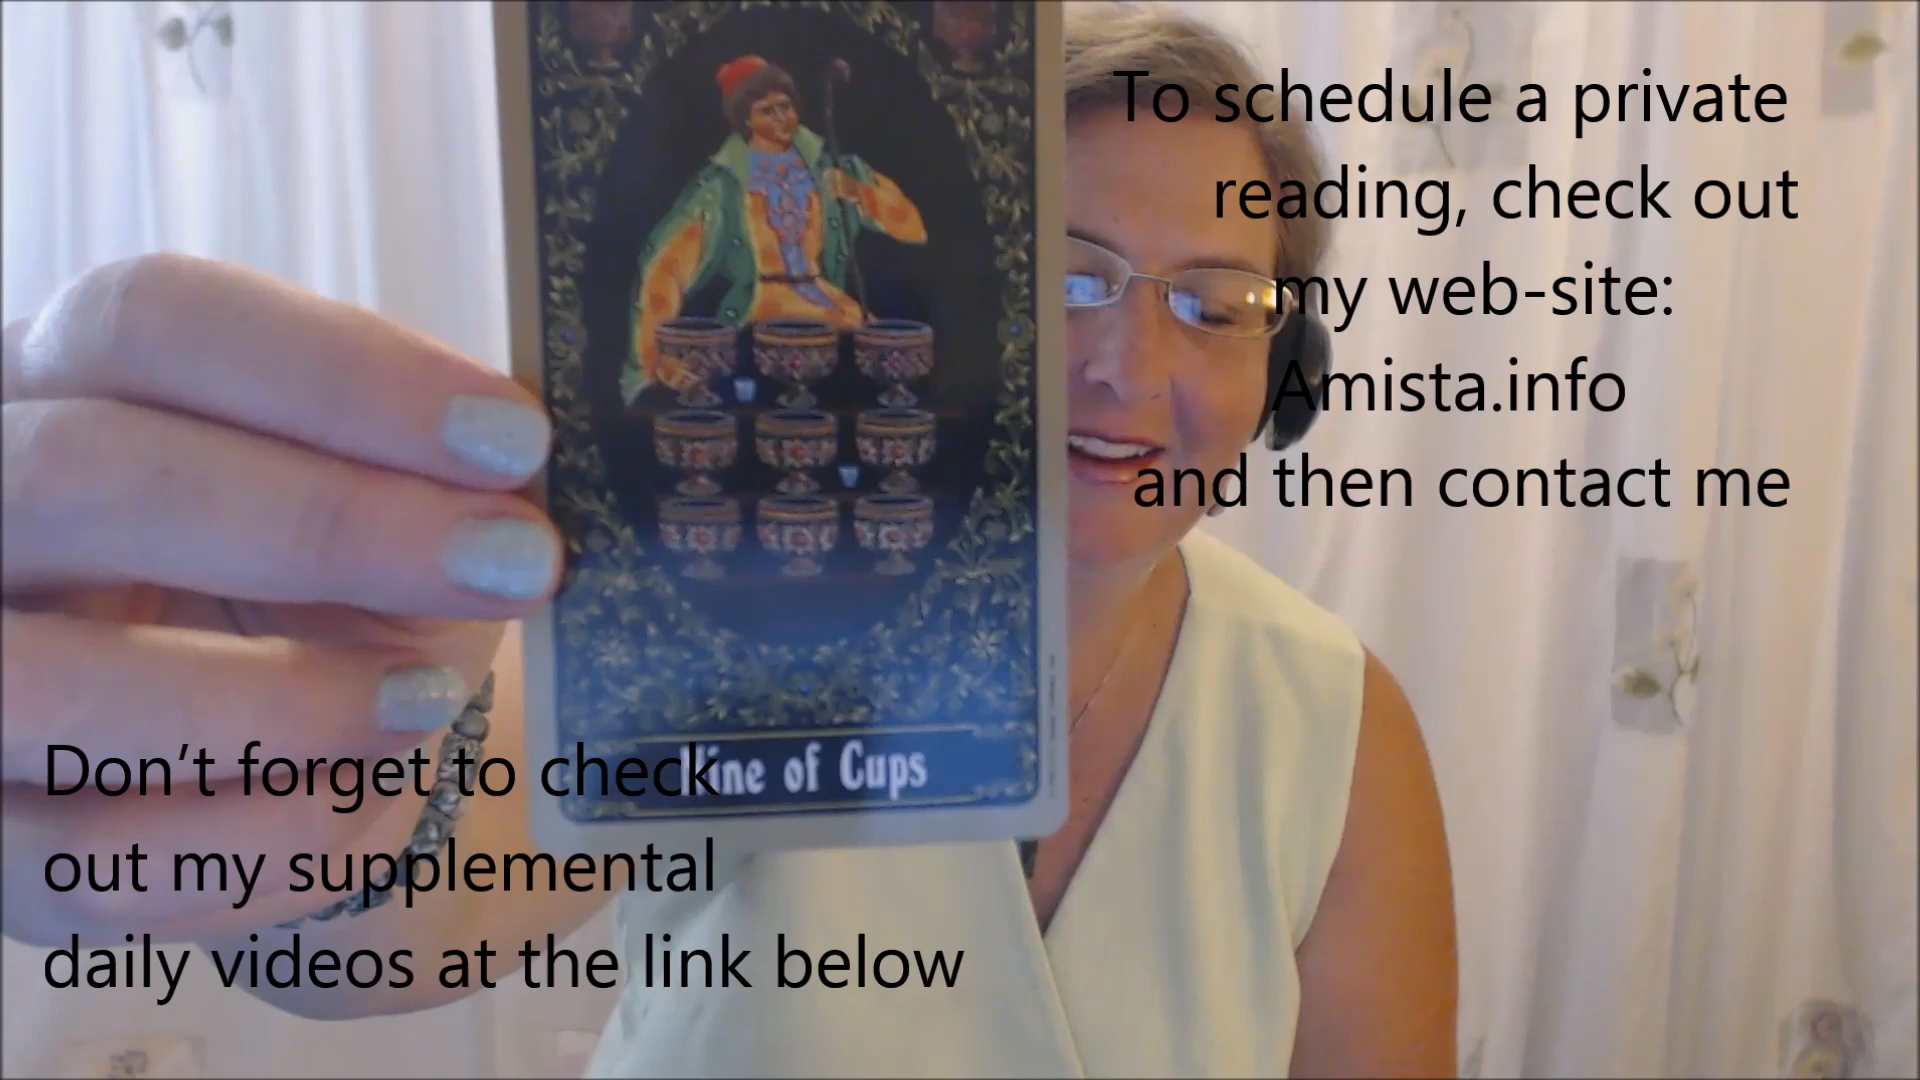 To schedule a private
reading, check out
my web-site:
Amista.info
and then contact me
Nine of Cups
Don't forget to check
out my supplemental
daily videos at the link below